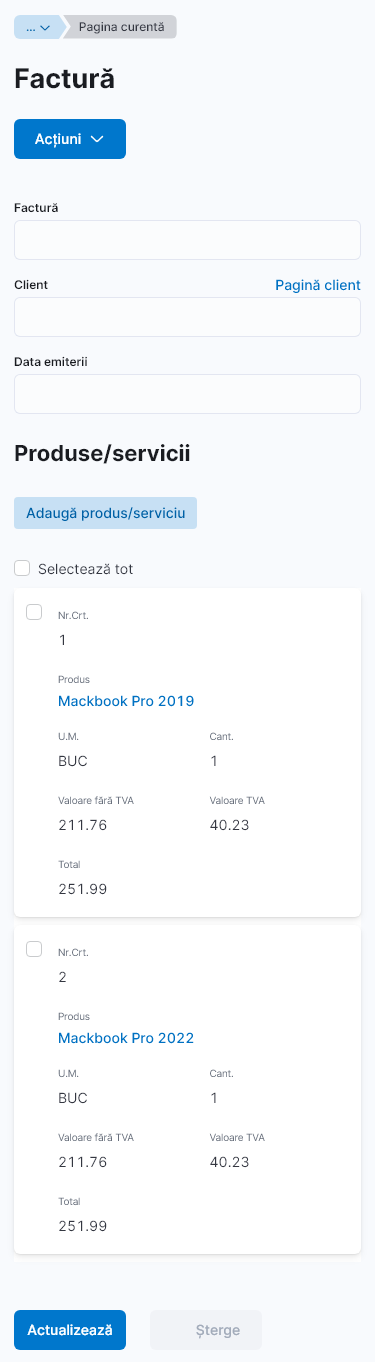 ... Pagina curentă
Factură
Acțiuni
Factură
Client Pagină client
Data emiterii
Produse/servicii
Adaugă produs/serviciu
Selectează tot
Nr.Crt.
1
Produs
Mackbook Pro 2019
U.M. Cant.
BUC 1
Valoare fără TVA Valoare TVA
211.76 40.23
Total
251.99
Nr.Crt.
2
Produs
Mackbook Pro 2022
U.M. Cant.
BUC 1
Valoare fără TVA Valoare TVA
211.76 40.23
Total
251.99
Actualizează Șterge